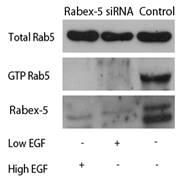 Rabex-5 siRNA Control
Total Rab5
GTP Rab5
Rabex-5
Low EGF - + -
High EGF + - -